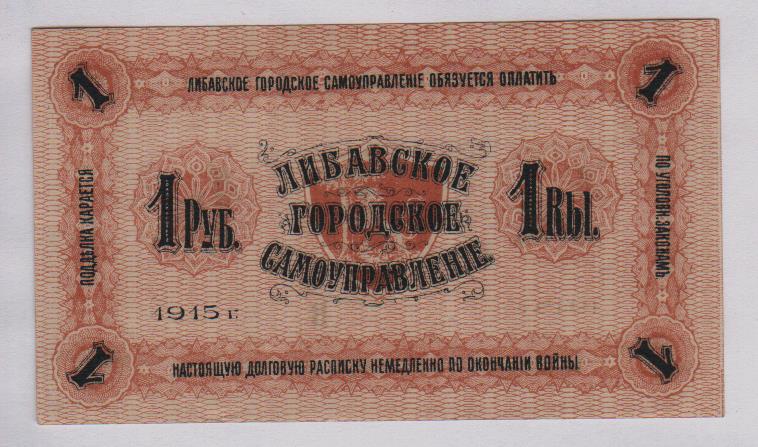 1
ЛИБАВСКОЕ ГОРОДСКОЕ САМОУПРАВЛЕНІЕ ОБЯЗУЕТСЯ ОПЛАТИТЬ
1
ПОДДѢЛКА КАРАЕТСЯ
ПО УГОЛОВН. ЗАКОНАМЪ
1 РУБ.
ЛИБАВСКОЕ
ГОРОДСКОЕ
САМОУПРАВЛЕНІЕ.
1 Rbl.
1915 г.
1
НАСТОЯЩУЮ ДОЛГОВУЮ РАСПИСКУ НЕМЕДЛЕННО ПО ОКОНЧАНІИ ВОЙНЫ
1